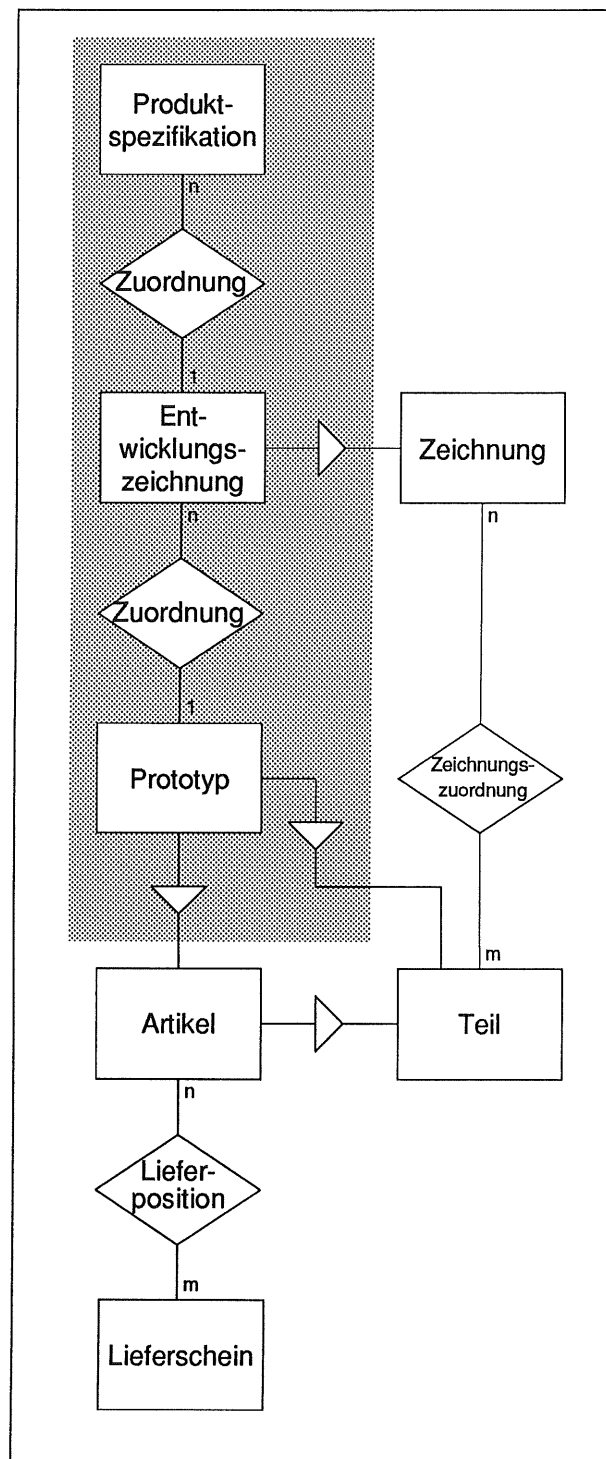 Produkt-
spezifikation
n
Zuordnung
1
Ent-
wicklungs-
zeichnung
n
Zeichnung
n
Zuordnung
1
Prototyp
Zeichnungs-
zuordnung
m
Artikel
n
Teil
Liefer-
position
m
Lieferschein